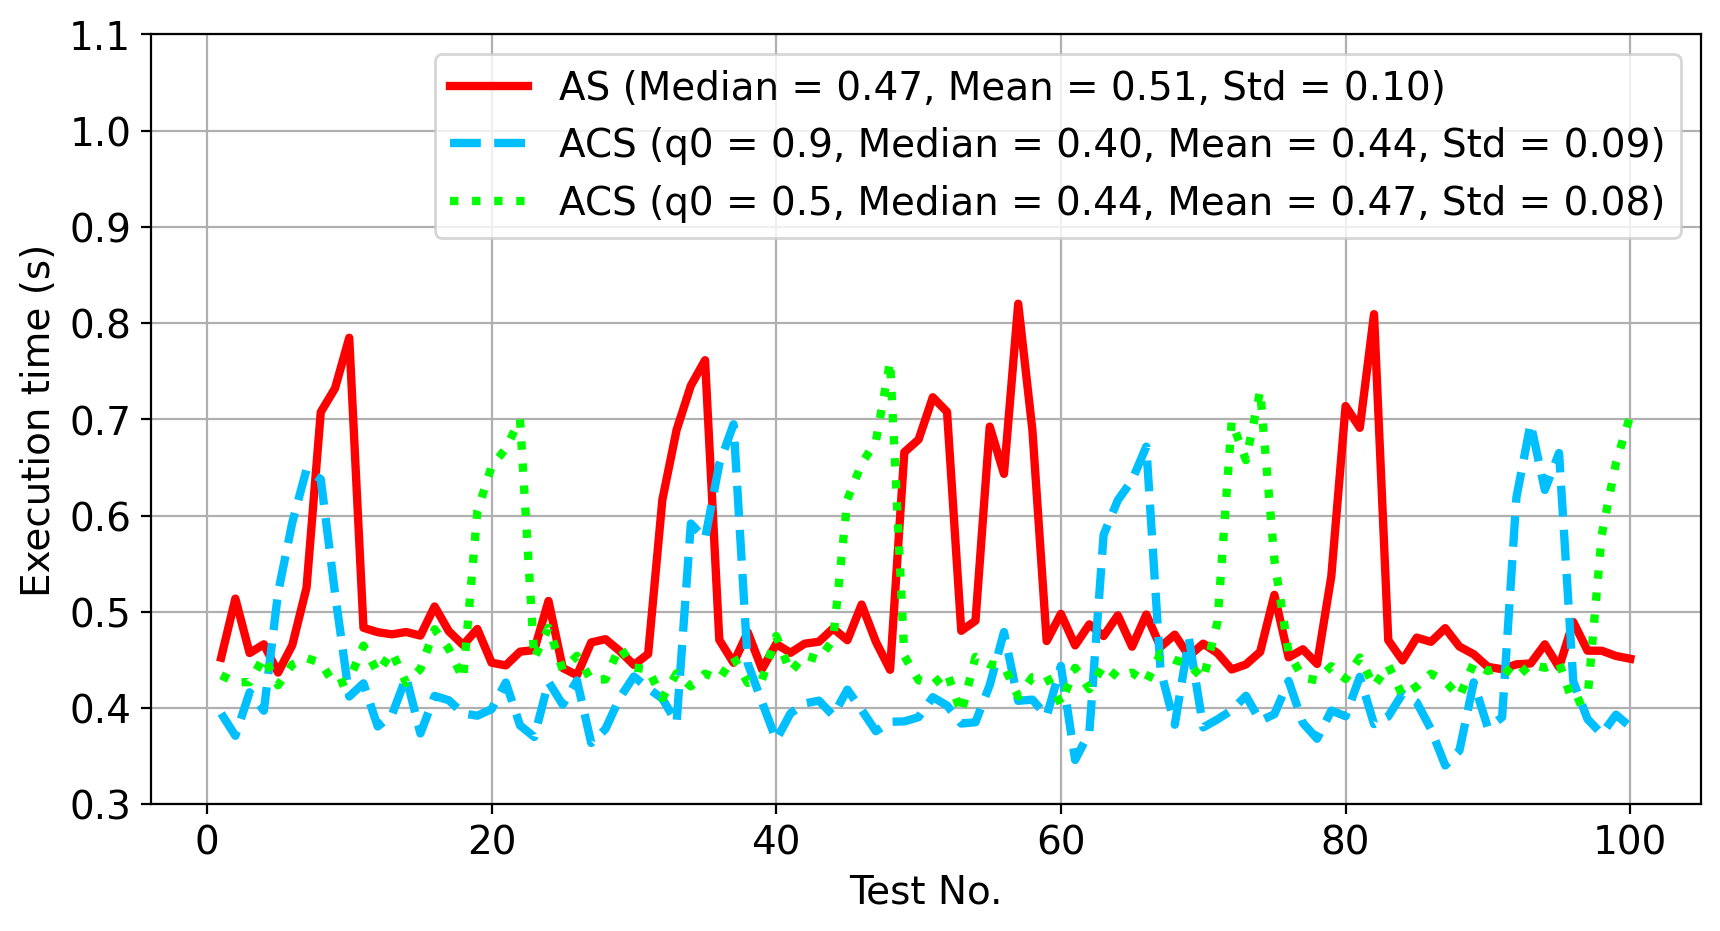 1.1
1.0
0.9
0.8
0.7
0.6
0.5
0.4
0.3
Execution time (s)
AS (Median = 0.47, Mean = 0.51, Std = 0.10)
ACS (q0 = 0.9, Median = 0.40, Mean = 0.44, Std = 0.09)
ACS (q0 = 0.5, Median = 0.44, Mean = 0.47, Std = 0.08)
0 20 40 60 80 100
Test No.